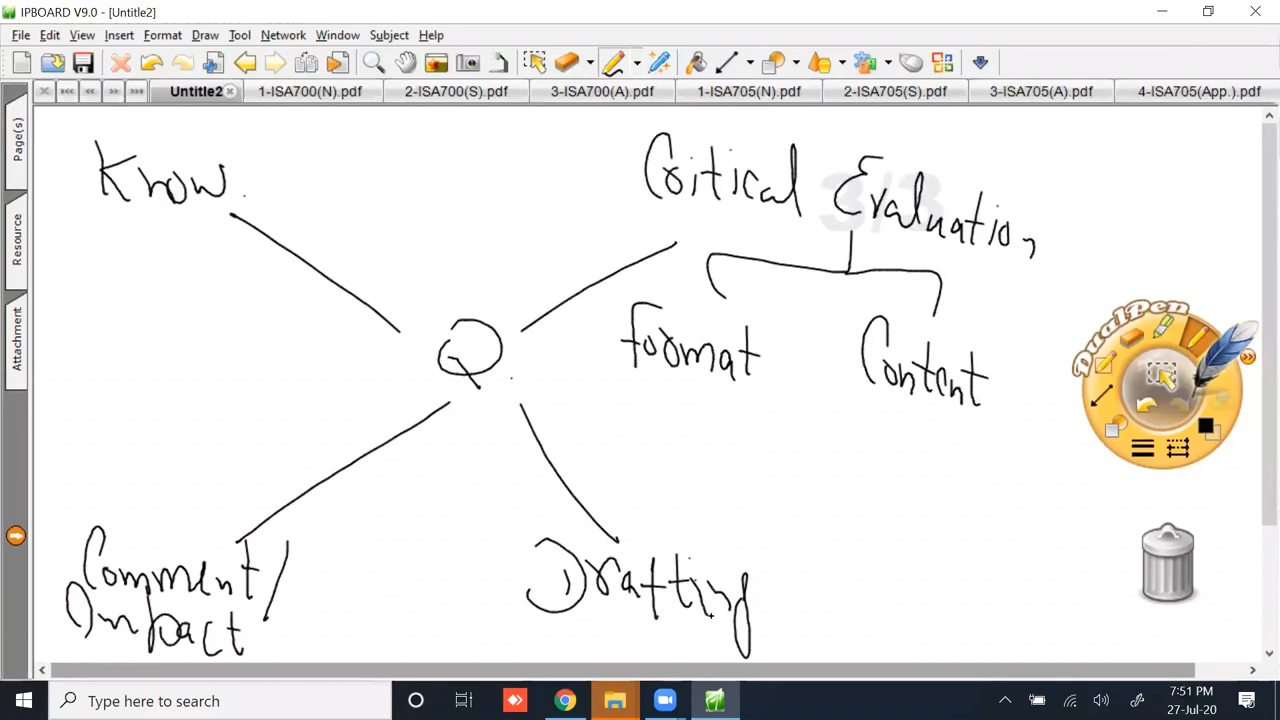 IPBOARD V9.0 - [Untitle2]
File Edit View Insert Format Draw Tool Network Window Subject Help
Untitle2 1-ISA700(N).pdf 2-ISA700(S).pdf 3-ISA700(A).pdf 1-ISA705(N).pdf 2-ISA705(S).pdf 3-ISA705(A).pdf 4-ISA705(App.).pdf
Page(s)
Resource
Attachment
Know
Critical Evaluation,
3/3
Format
Content
Q
Comment/
Impact
Drafting
DualPen
Type here to search
7:51 PM
27-Jul-20